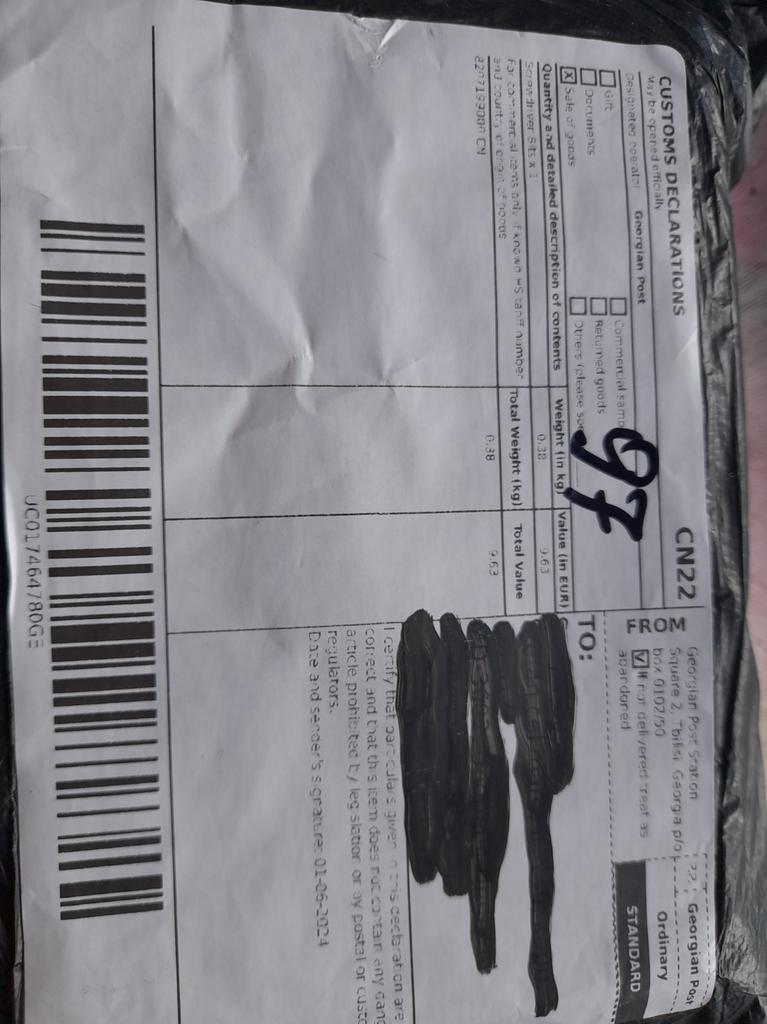 CUSTOMS DECLARATIONS
CN22
May be opened officially
Designated operator Georgian Post
Gift
Commercial samp
Documents
Returned goods
X Sale of goods
Others (please
97
Quantity and detailed description of contents
Weight (in kg)
Value (in EUR)
Screwdriver Bits x 1
0.38
9.63
For commercial items only, if known HS tariff number
and country of origin of goods
Total Weight (kg)
Total Value
8207199000 CN
0.38
9.63
FROM
Georgian Post Station
Square 2, Tbilisi, Georgia p/o
box 0102/50
If not delivered treat as
abandoned
Georgian Post
Ordinary
STANDARD
TO:
I certify that particulars given in this declaration are
correct and that this item does not contain any dang
article prohibited by legislation or by postal or custo
regulators.
Date and sender's signature: 01-06-2024
UC017464780GE